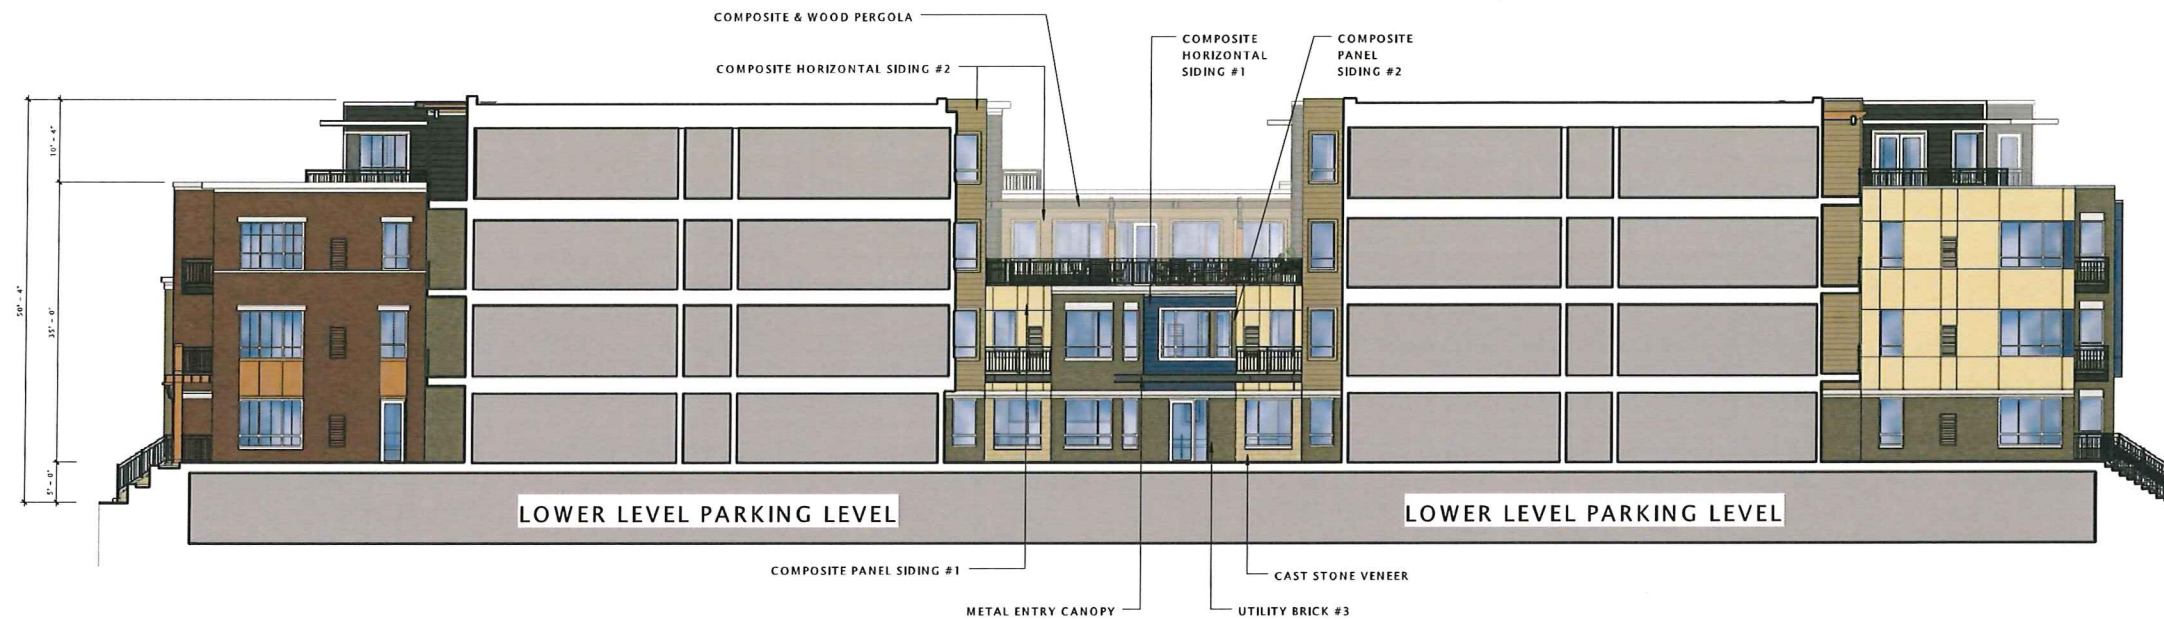 COMPOSITE & WOOD PERGOLA
COMPOSITE HORIZONTAL SIDING #2
COMPOSITE
HORIZONTAL
SIDING #1
COMPOSITE
PANEL
SIDING #2
10' - 4"
50' - 4"
35' - 0"
5' - 0"
LOWER LEVEL PARKING LEVEL
LOWER LEVEL PARKING LEVEL
COMPOSITE PANEL SIDING #1
CAST STONE VENEER
METAL ENTRY CANOPY
UTILITY BRICK #3